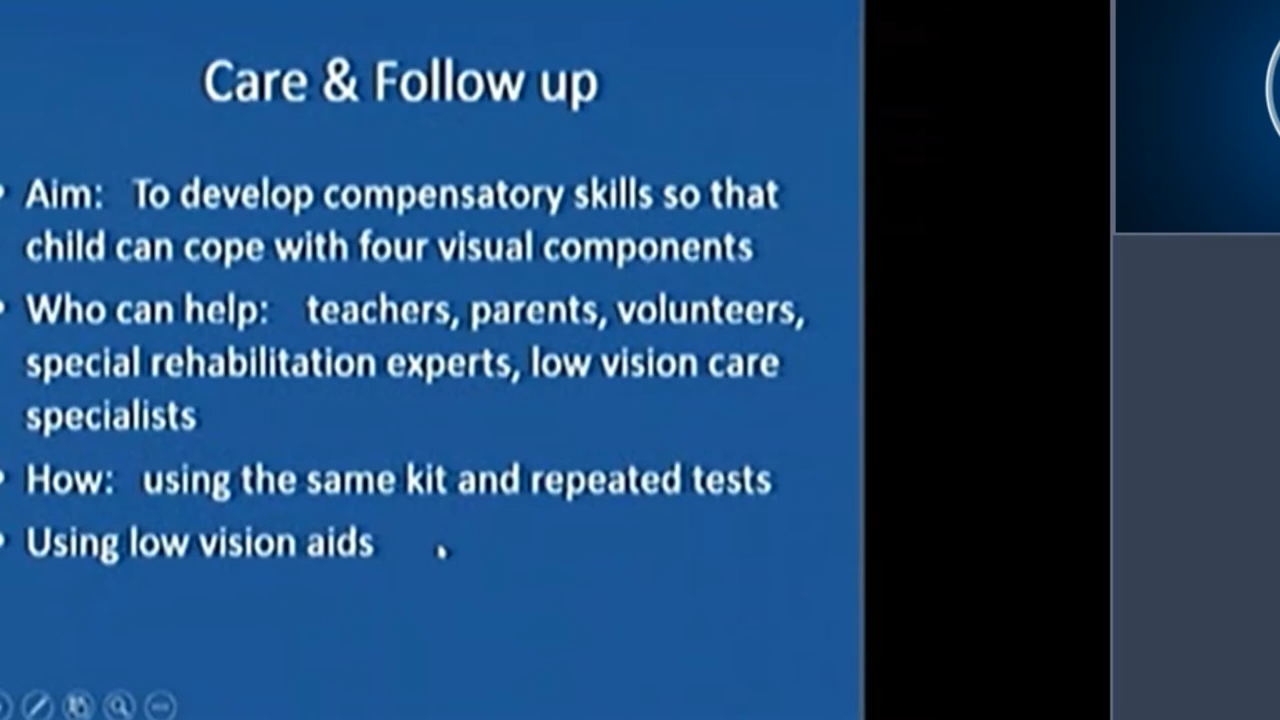 Care & Follow up
• Aim: To develop compensatory skills so that
child can cope with four visual components
• Who can help: teachers, parents, volunteers,
special rehabilitation experts, low vision care
specialists
• How: using the same kit and repeated tests
• Using low vision aids